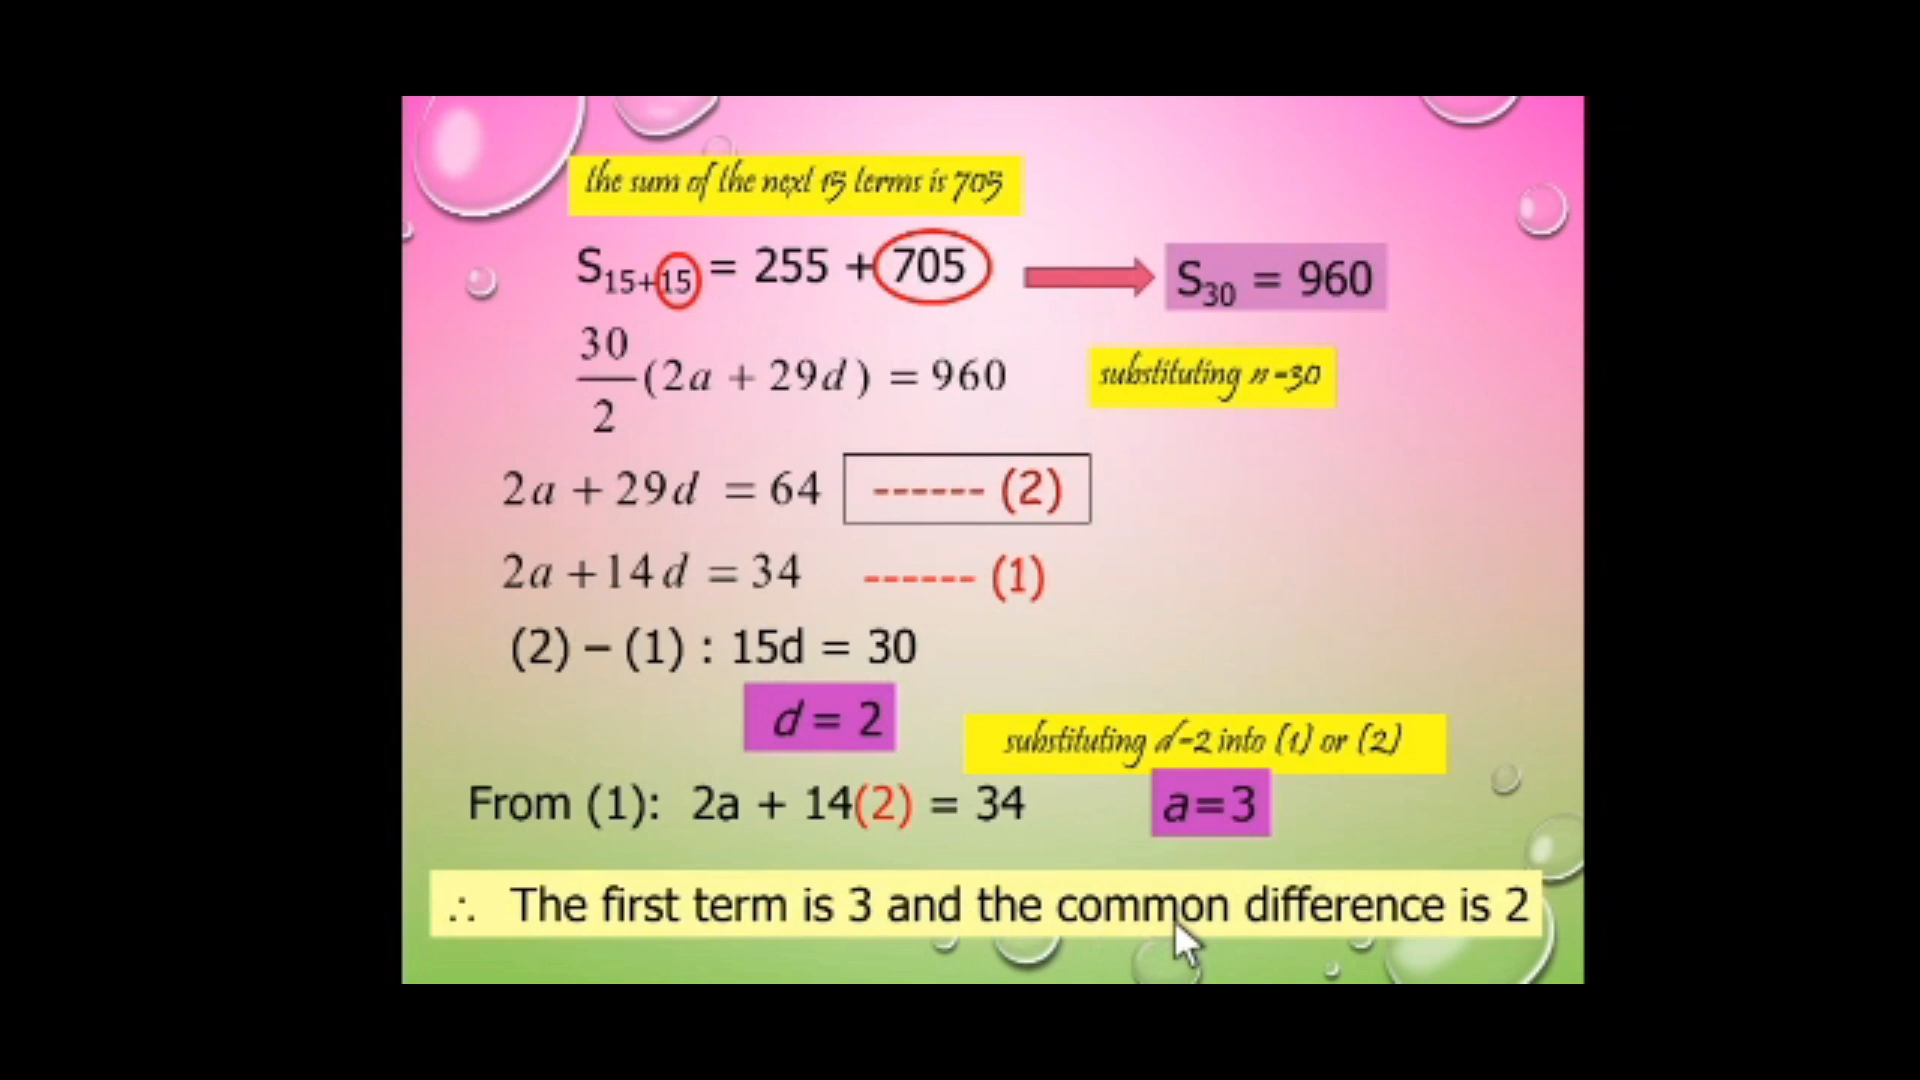 the sum of the next 15 terms is 705
S15+15 = 255 + 705
S30 = 960
30/2 (2a + 29d) = 960
substituting n=30
2a + 29d = 64 ------ (2)
2a + 14d = 34 ------ (1)
(2) – (1) : 15d = 30
d = 2
substituting d=2 into (1) or (2)
From (1): 2a + 14(2) = 34
a=3
∴ The first term is 3 and the common difference is 2